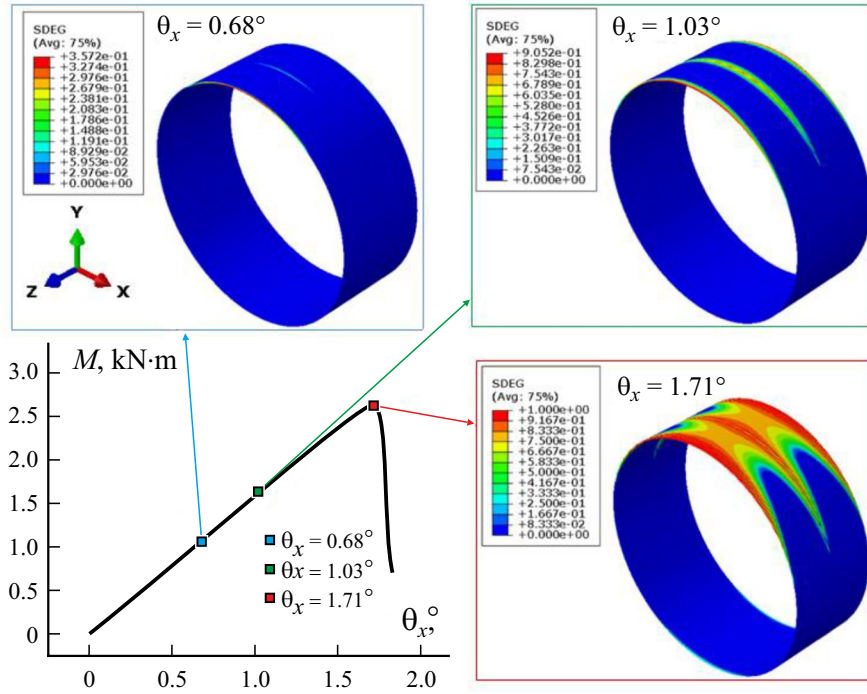 SDEG
(Avg: 75%)
+3.572e-01
+3.274e-01
+2.976e-01
+2.679e-01
+2.381e-01
+2.083e-01
+1.786e-01
+1.488e-01
+1.191e-01
+8.929e-02
+5.953e-02
+2.976e-02
+0.000e+00
θx = 0.68°
Y
Z
X
SDEG
(Avg: 75%)
+9.052e-01
+8.298e-01
+7.543e-01
+6.789e-01
+6.035e-01
+5.280e-01
+4.526e-01
+3.772e-01
+3.017e-01
+2.263e-01
+1.509e-01
+7.543e-02
+0.000e+00
θx = 1.03°
M, kN·m
3.0
2.5
2.0
1.5
1.0
0.5
0
0
0.5
1.0
1.5
2.0
θx = 0.68°
θx = 1.03°
θx = 1.71°
θx,°
SDEG
(Avg: 75%)
+1.000e+00
+9.167e-01
+8.333e-01
+7.500e-01
+6.667e-01
+5.833e-01
+5.000e-01
+4.167e-01
+3.333e-01
+2.500e-01
+1.667e-01
+8.333e-02
+0.000e+00
θx = 1.71°